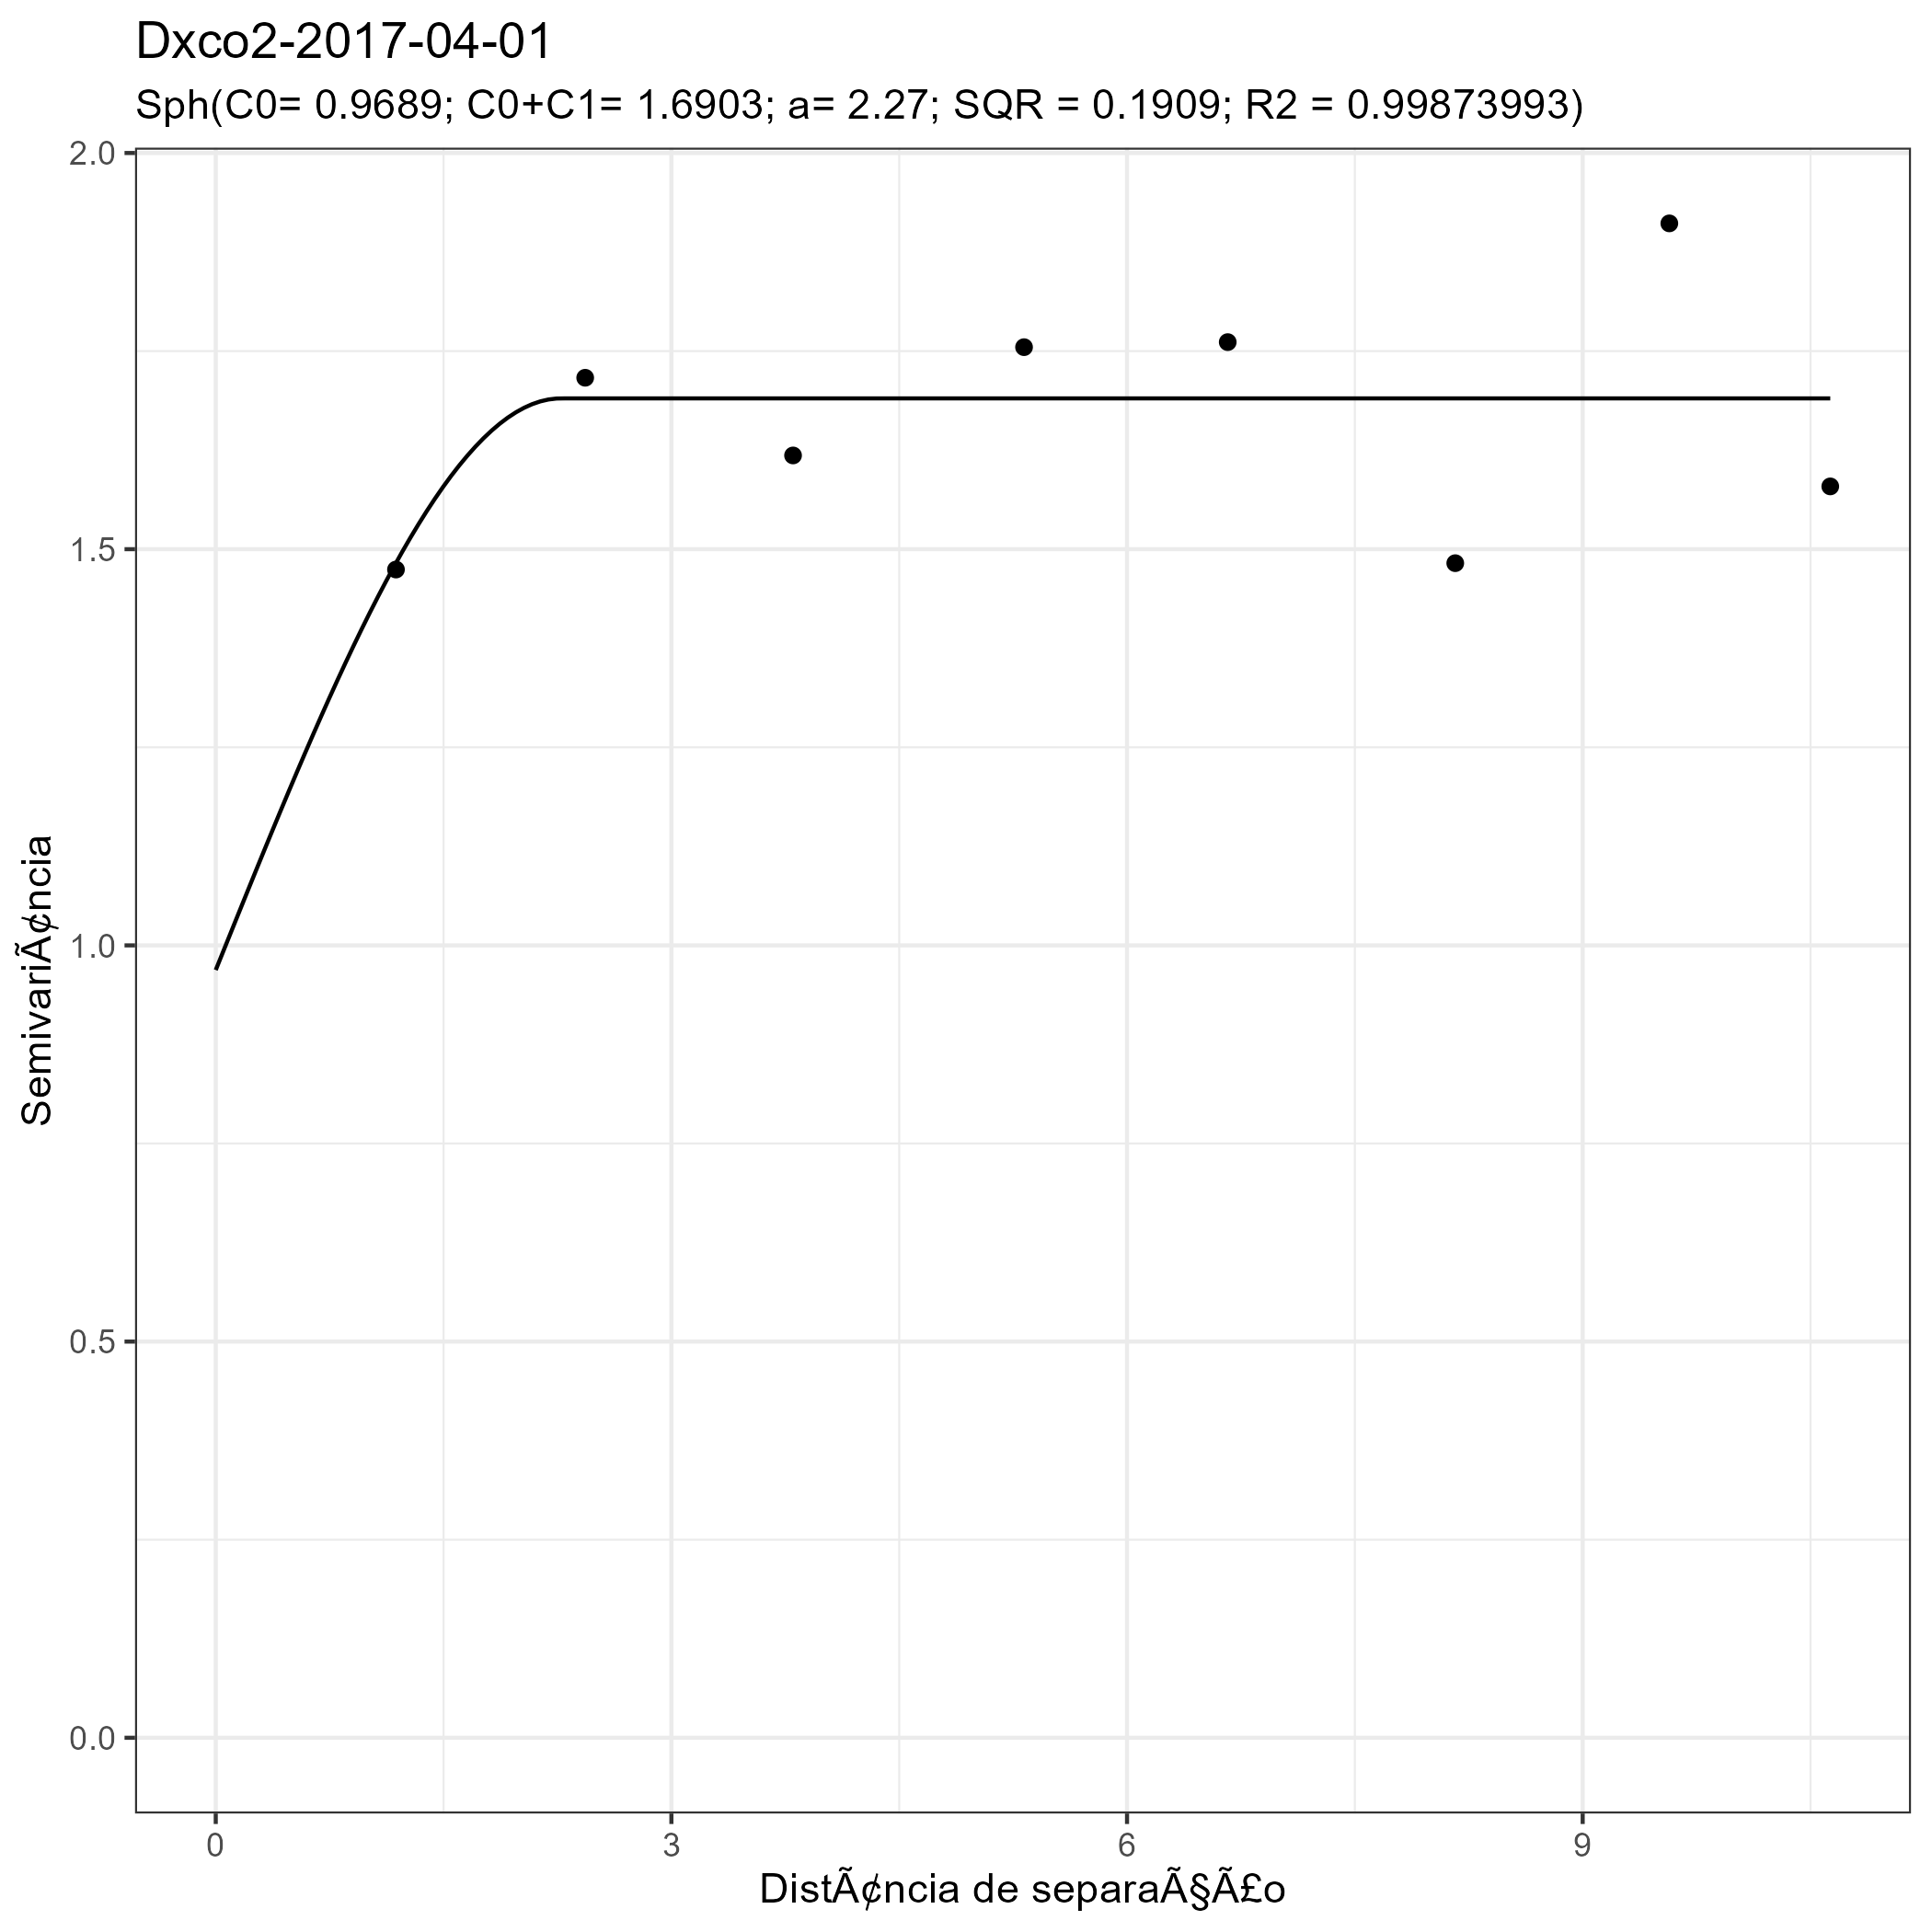 Dxco2-2017-04-01
Sph(C0= 0.9689; C0+C1= 1.6903; a= 2.27; SQR = 0.1909; R2 = 0.99873993)
2.0
1.5
1.0
0.5
0.0
SemivariÃ¢ncia
0 3 6 9
DistÃ¢ncia de separaÃ§Ã£o